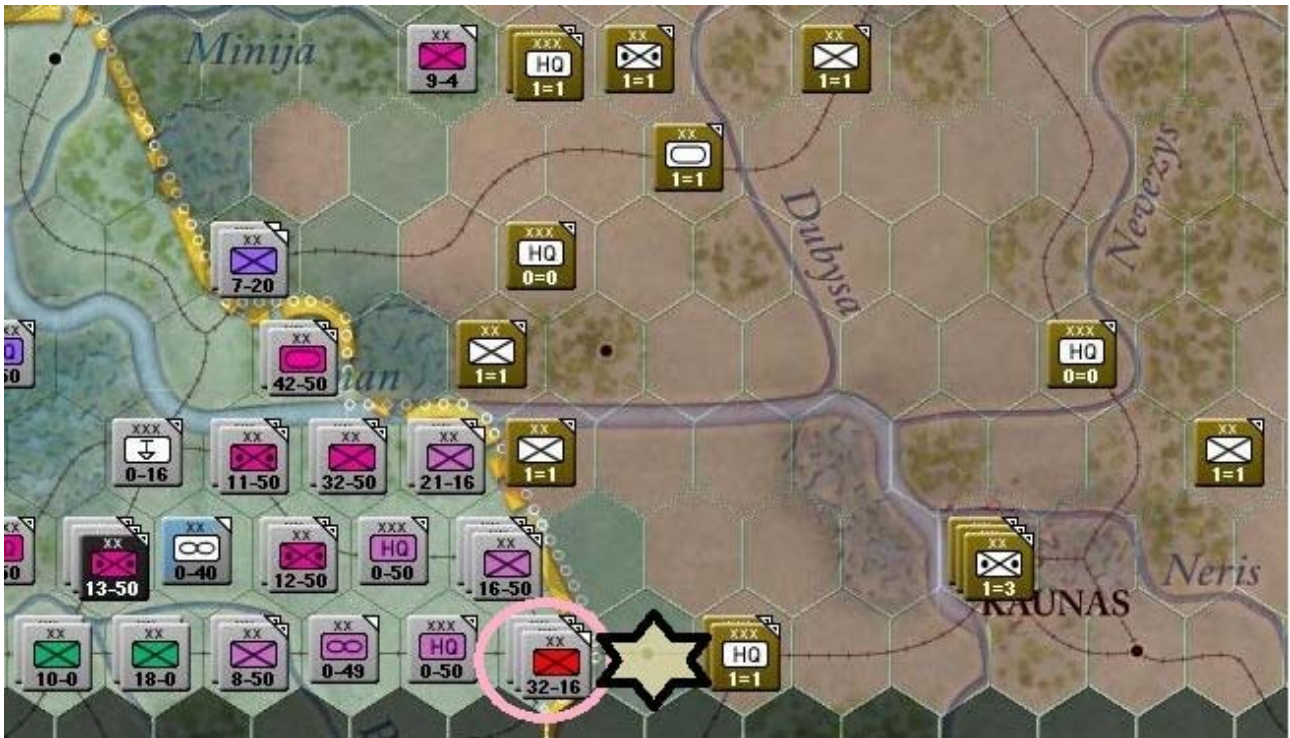 Minija
XX
9-4
XXX
HQ
1=1
XX
1=1
XX
1=1
XX
1=1
Dubysa
Nevezys
XX
7-20
XXX
HQ
0=0
XX
42-50
XX
1=1
XXX
HQ
0=0
XXX
0-16
XX
11-50
XX
32-50
XX
21-16
XX
1=1
XX
1=1
XX
13-50
XX
0-40
XX
12-50
XXX
HQ
0-50
XX
16-50
XX
1=3
Neris
KAUNAS
XX
10-0
XX
18-0
XX
8-50
XX
0-49
XXX
HQ
0-50
XX
32-16
XXX
HQ
1=1